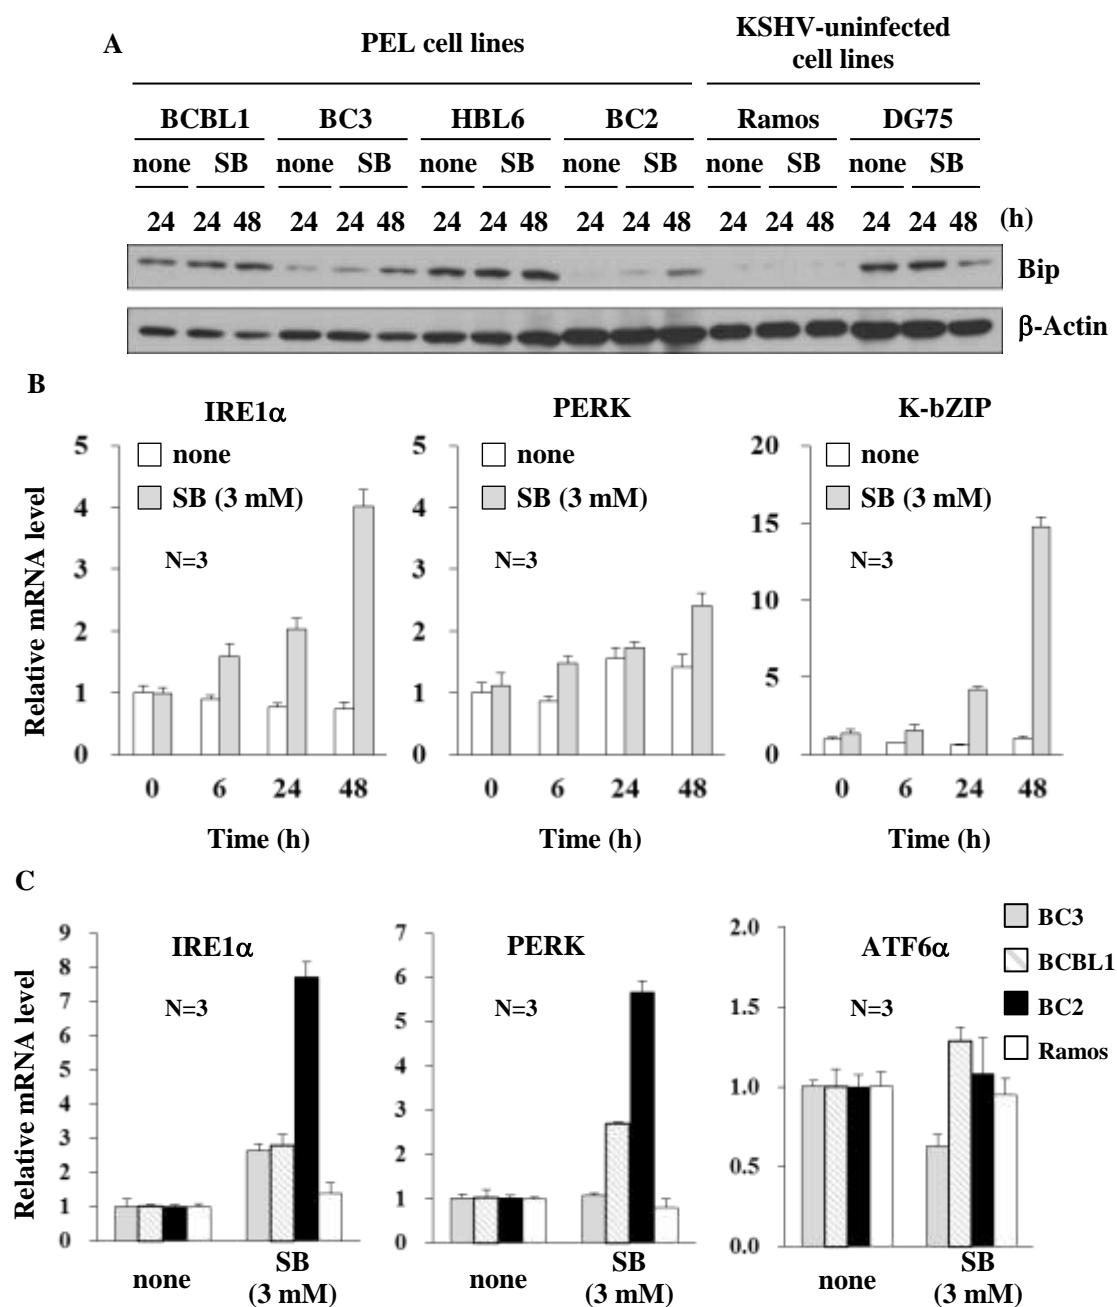 A
PEL cell lines
KSHV-uninfected
cell lines
BCBL1 BC3 HBL6 BC2 Ramos DG75
none SB none SB none SB none SB none SB none SB
24 24 48 24 24 48 24 24 48 24 24 48 24 24 48 24 24 48 (h)
Bip
β-Actin
B
IRE1α
none
SB (3 mM)
N=3
Relative mRNA level
5
4
3
2
1
0
0 6 24 48
Time (h)
PERK
none
SB (3 mM)
N=3
5
4
3
2
1
0
0 6 24 48
Time (h)
K-bZIP
none
SB (3 mM)
N=3
20
15
10
5
0
0 6 24 48
Time (h)
C
IRE1α
N=3
Relative mRNA level
9
8
7
6
5
4
3
2
1
0
none
SB
(3 mM)
PERK
N=3
7
6
5
4
3
2
1
0
none
SB
(3 mM)
ATF6α
N=3
2.0
1.5
1.0
0.5
0.0
none
SB
(3 mM)
BC3
BCBL1
BC2
Ramos